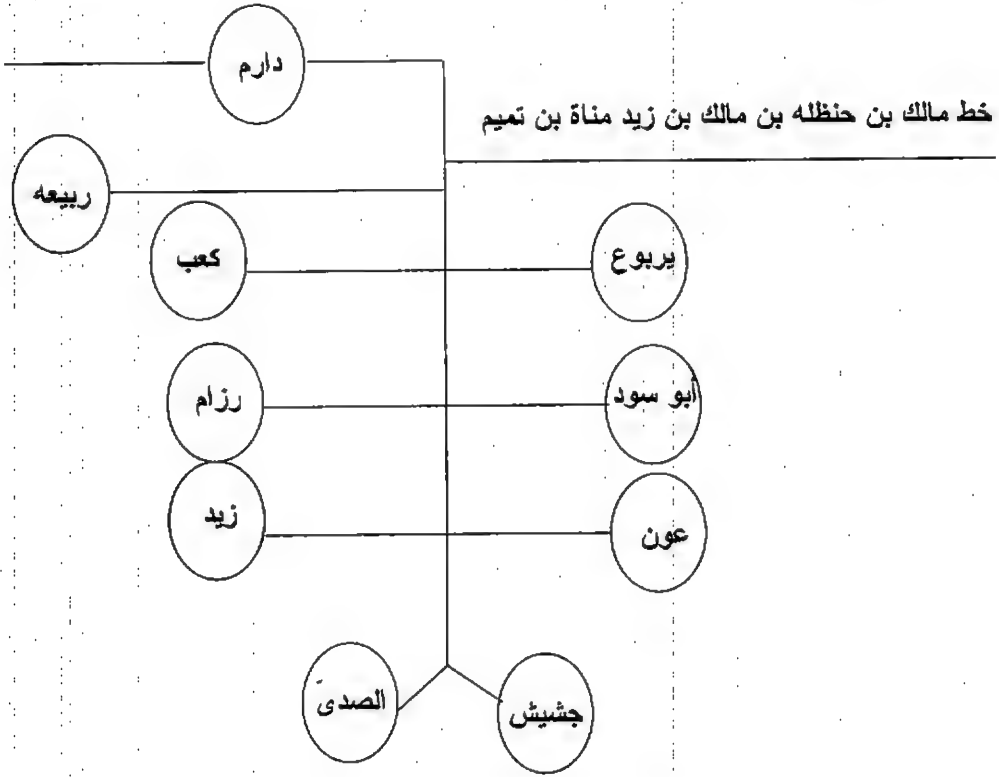 دارم
خط مالك بن حنظله بن مالك بن زيد مناة بن تميم
ربيعه
يربوع
كعب
أبو سود
رزام
عون
زيد
الصدىّ
جشيش